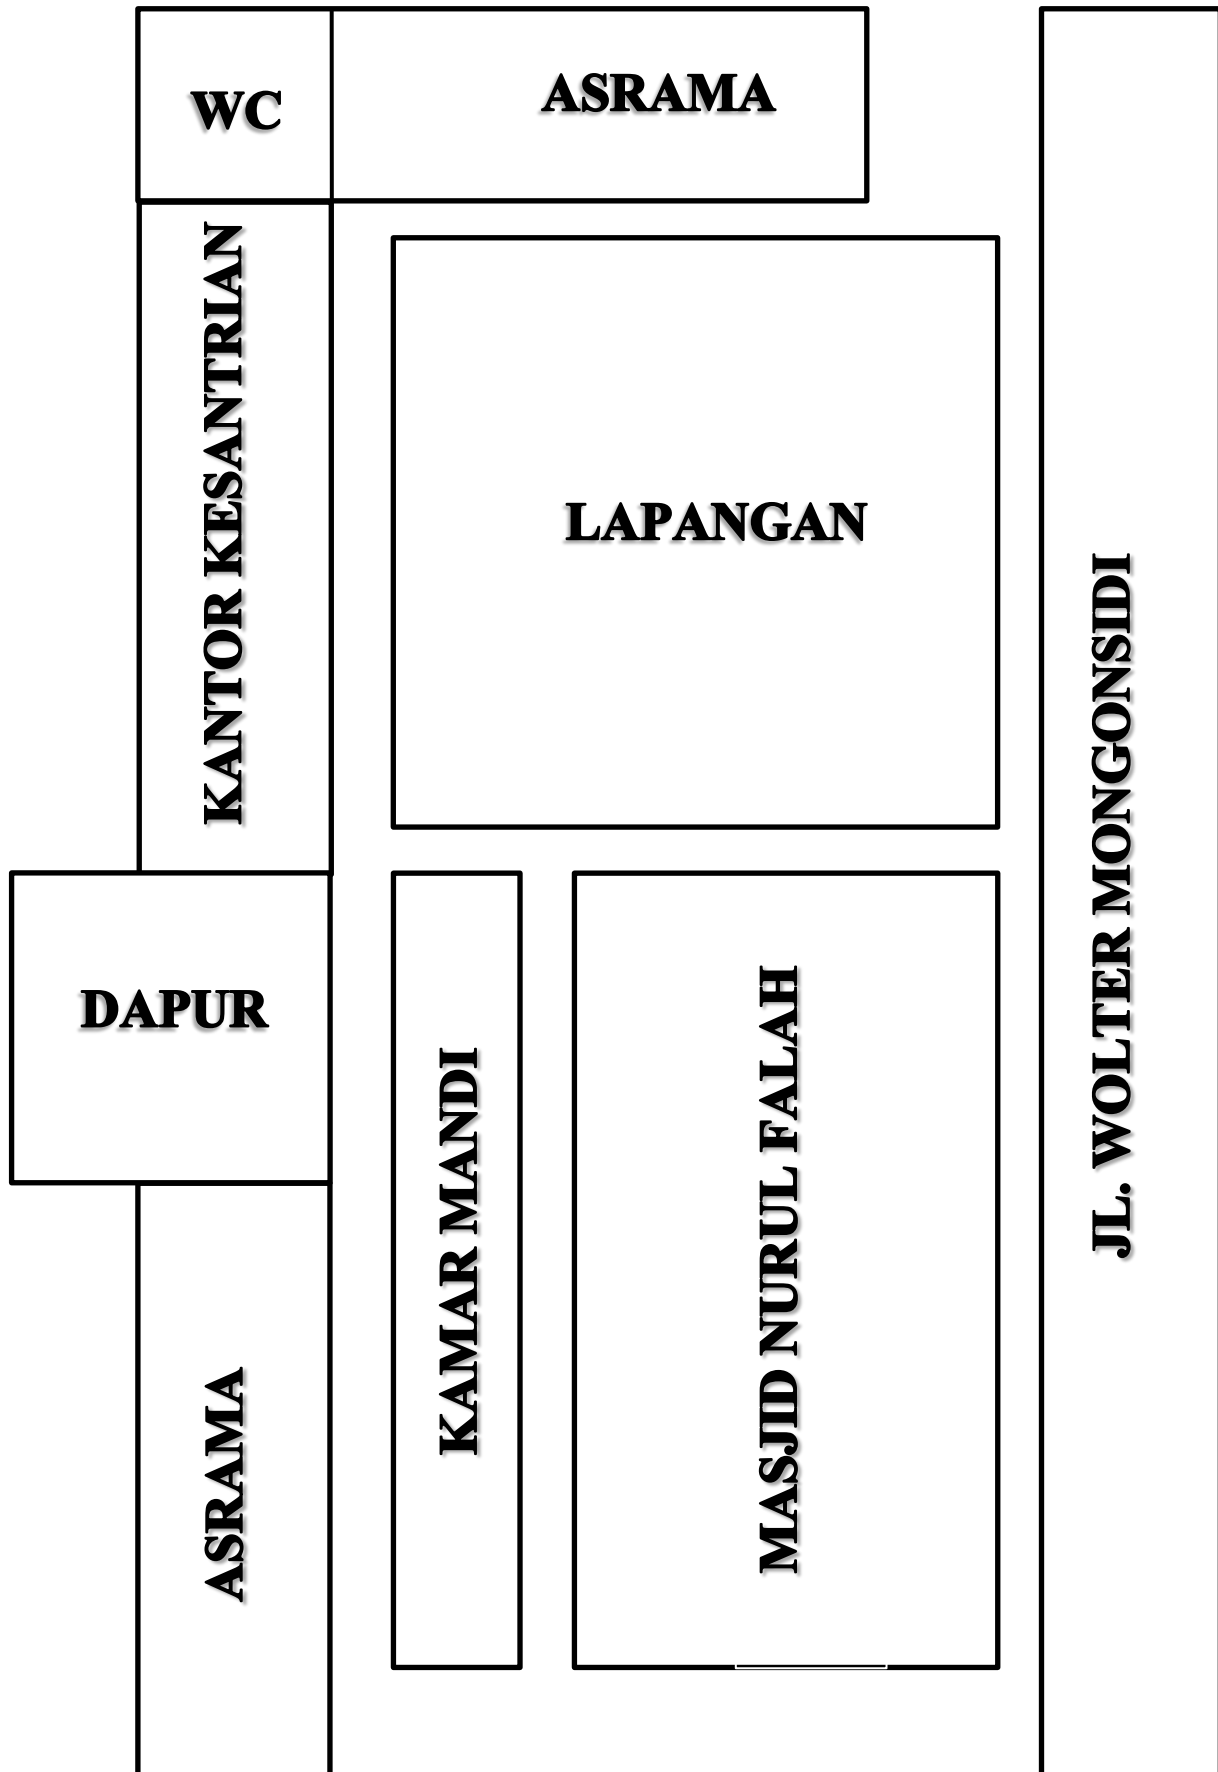 WC
ASRAMA
KANTOR KESANTRIAN
LAPANGAN
JL. WOLTER MONGONSIDI
DAPUR
KAMAR MANDI
MASJID NURUL FALAH
ASRAMA